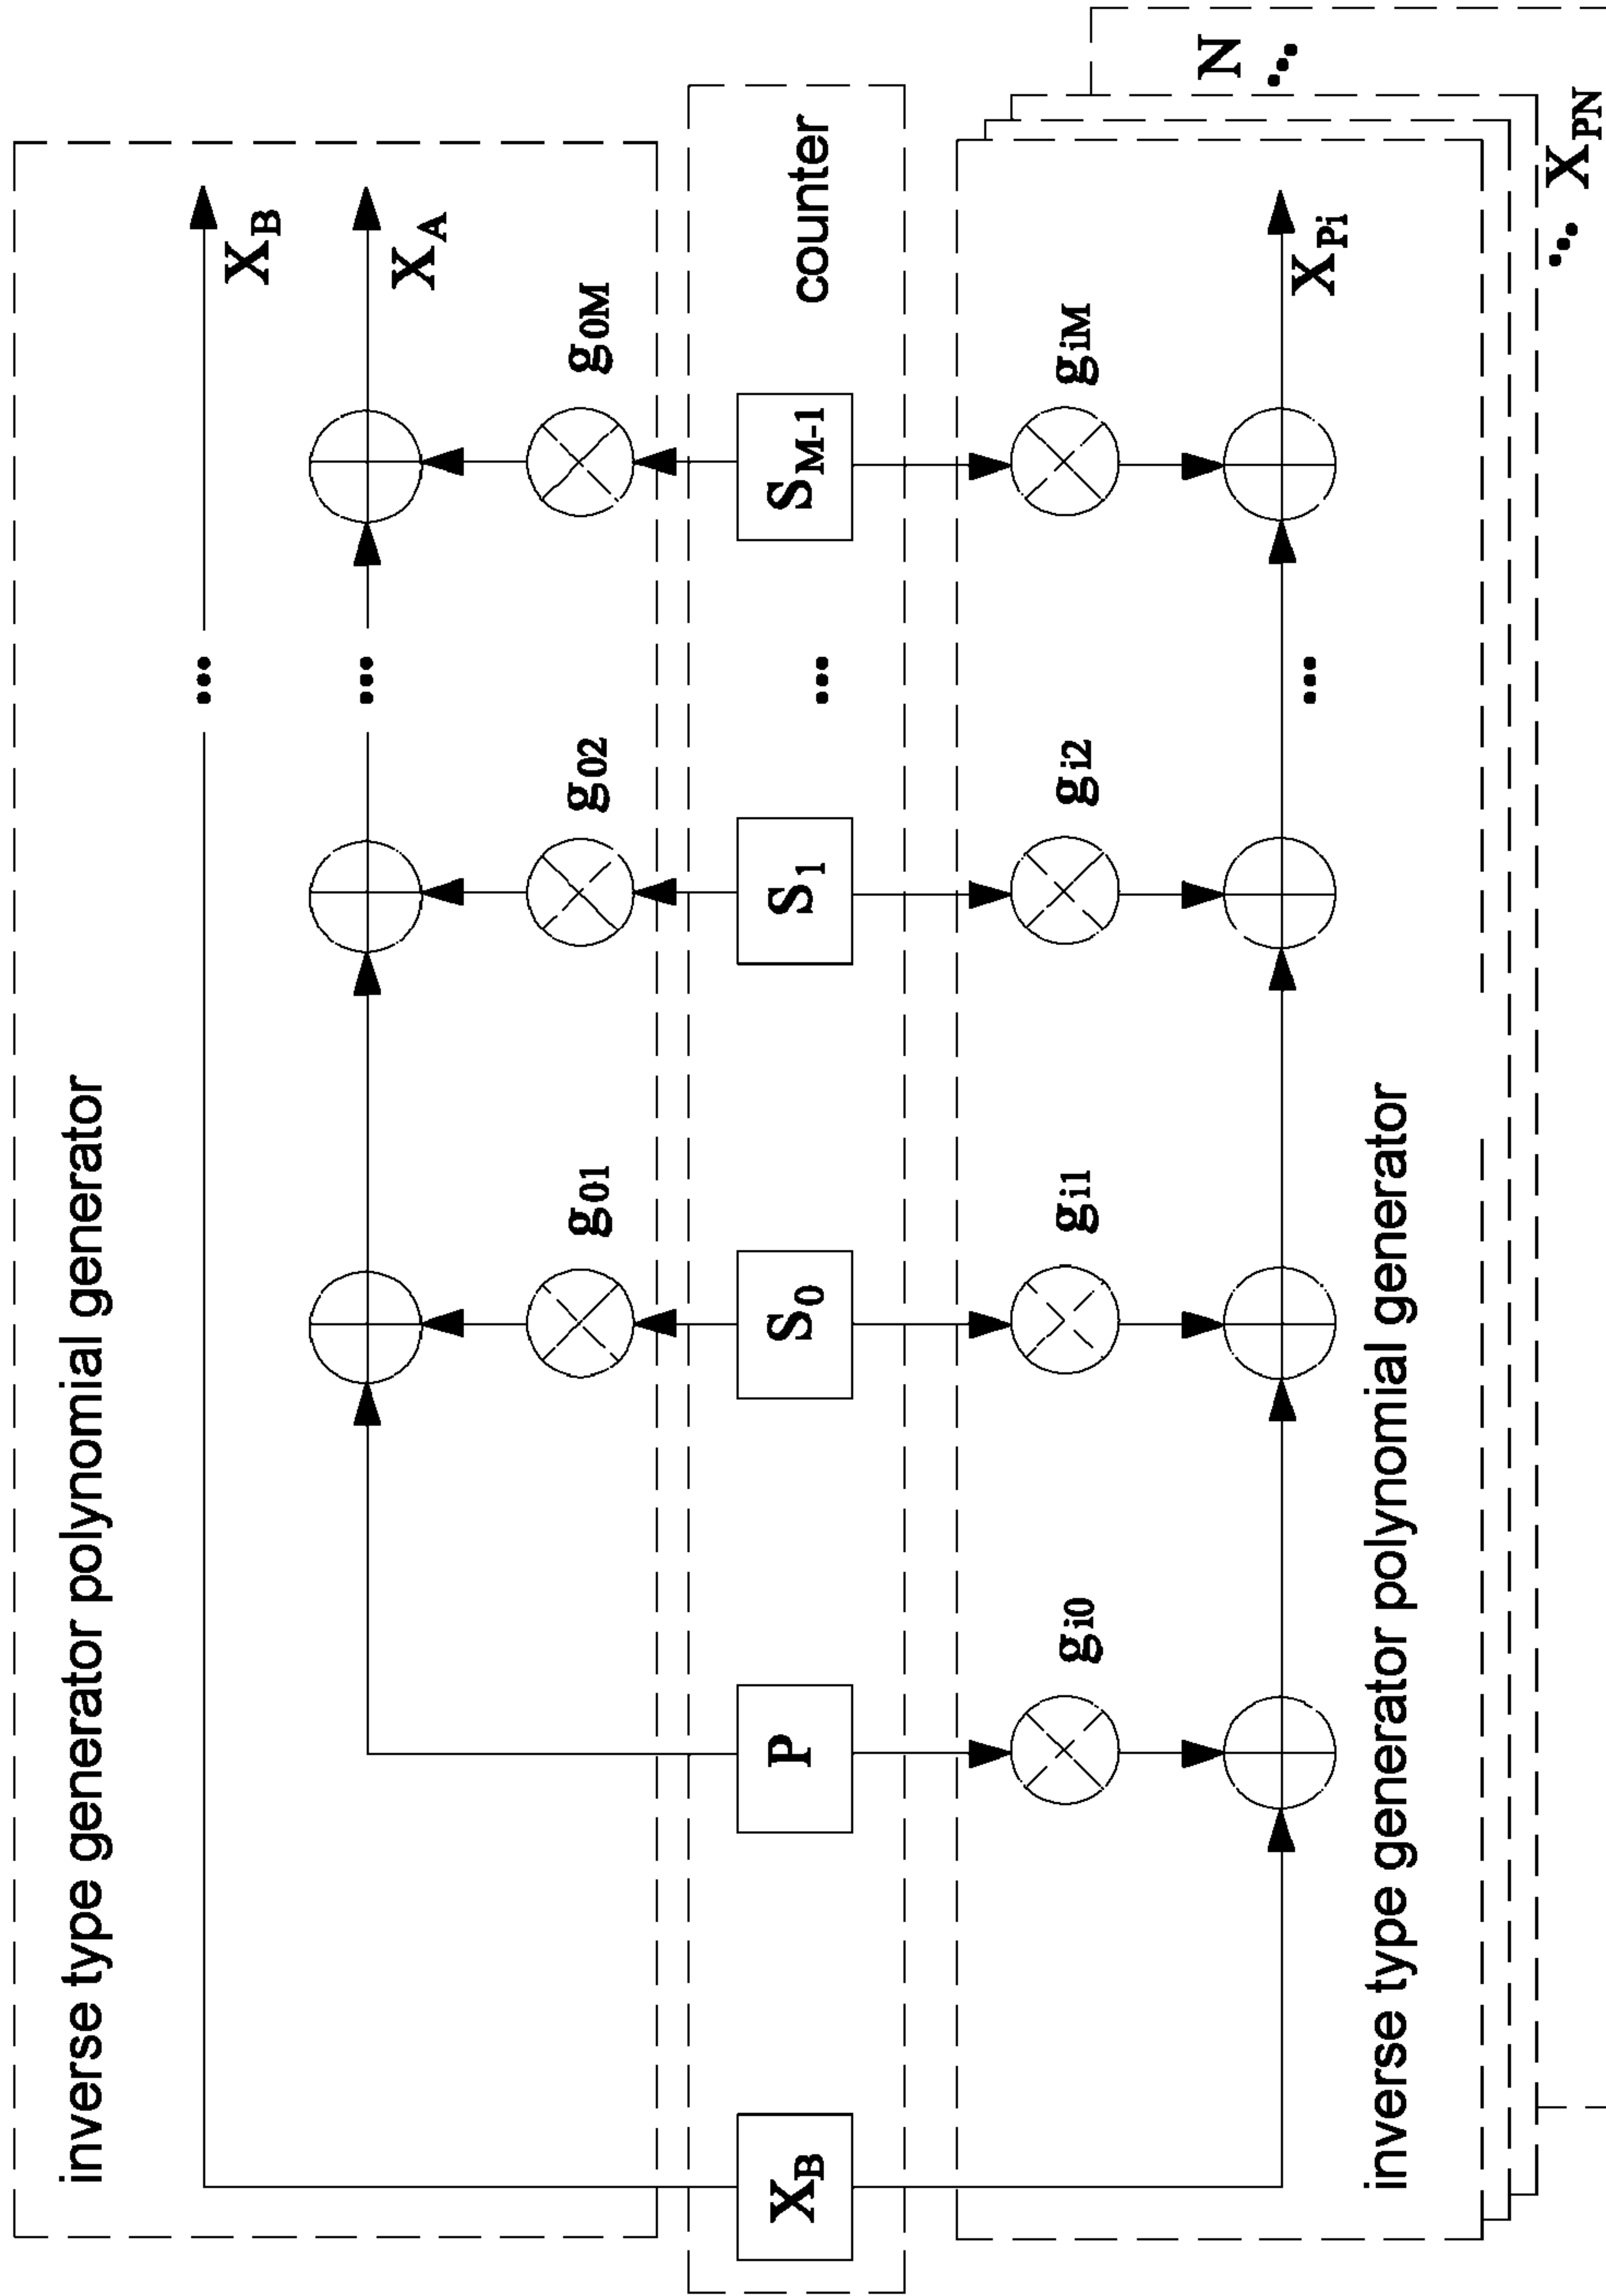 inverse type generator polynomial generator
...
X_B
...
X_A
g_01
g_02
g_0M
counter
X_B
P
S_0
S_1
...
S_M-1
g_i0
g_i1
g_i2
g_iM
...
X_Pi
inverse type generator polynomial generator
N
...
...
X_PN